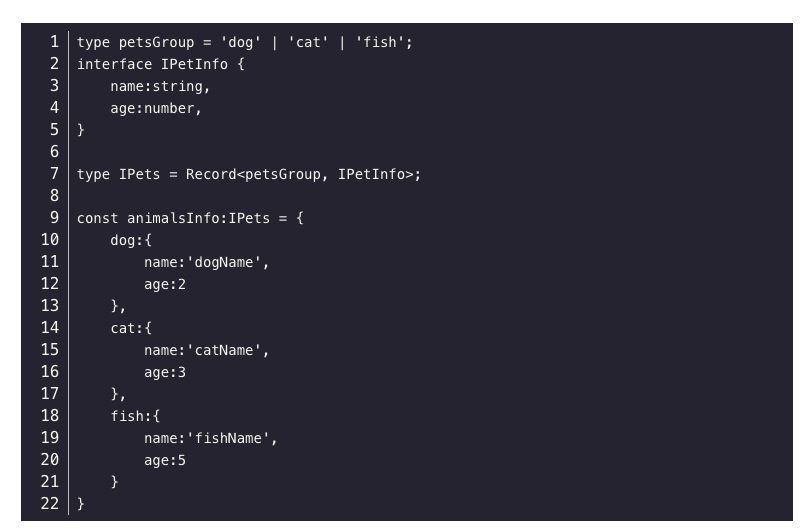 1 type petsGroup = 'dog' | 'cat' | 'fish';
2 interface IPetInfo {
3     name:string,
4     age:number,
5 }
6
7 type IPets = Record<petsGroup, IPetInfo>;
8
9 const animalsInfo:IPets = {
10     dog:{
11         name:'dogName',
12         age:2
13     },
14     cat:{
15         name:'catName',
16         age:3
17     },
18     fish:{
19         name:'fishName',
20         age:5
21     }
22 }